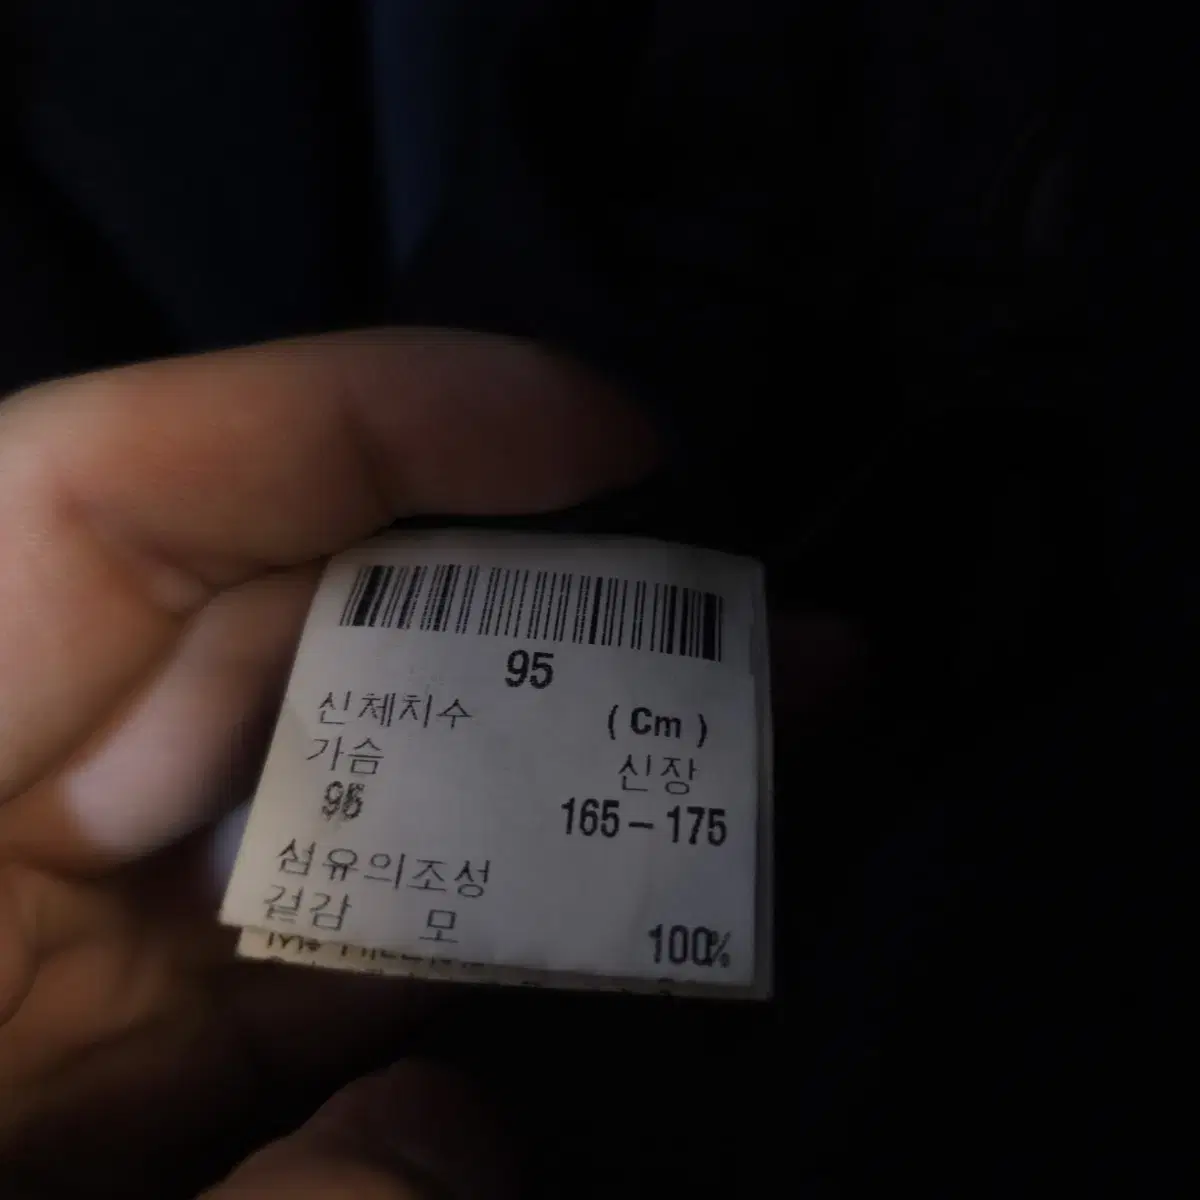 95
신체치수 (Cm)
가슴 신장
95 165-175
섬유의조성
겉감 모 100%